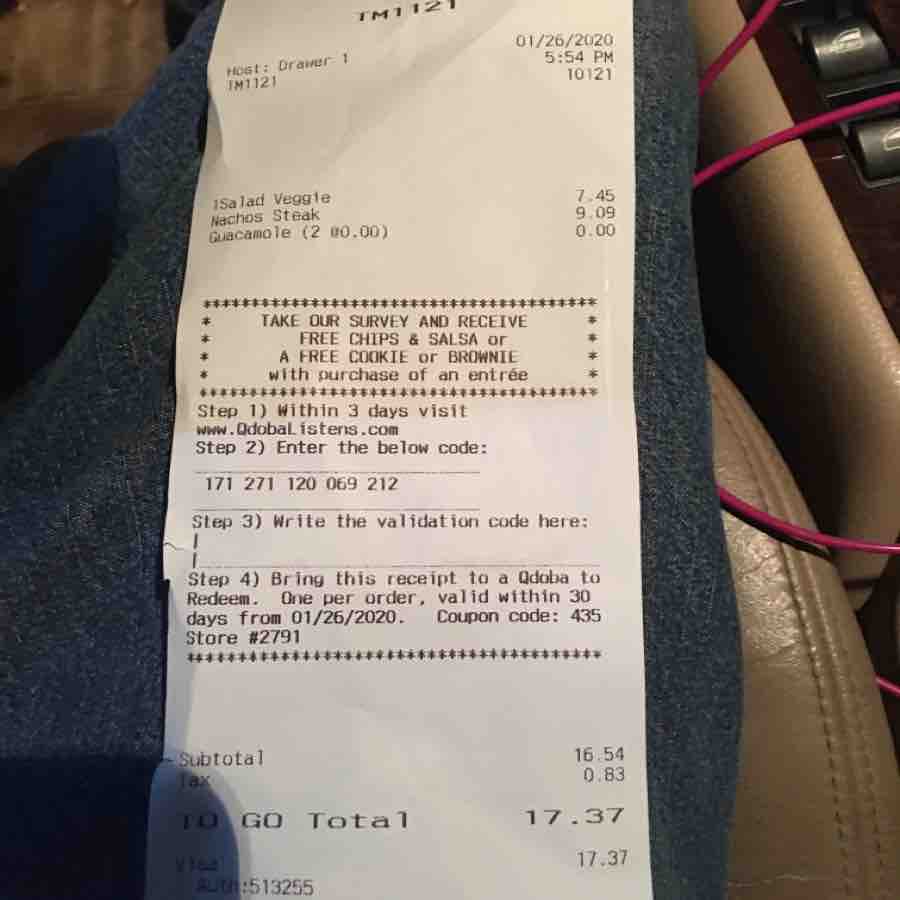 TM1121
01/26/2020
Host: Drawer 1 5:54 PM
TM1121 10121
1Salad Veggie 7.45
Nachos Steak 9.09
Guacamole (2 @0.00) 0.00
******************************************
* TAKE OUR SURVEY AND RECEIVE *
* FREE CHIPS & SALSA or *
* A FREE COOKIE or BROWNIE *
* with purchase of an entrée *
******************************************
Step 1) Within 3 days visit
www.QdobaListens.com
Step 2) Enter the below code:
171 271 120 069 212
Step 3) Write the validation code here:
Step 4) Bring this receipt to a Qdoba to
Redeem. One per order, valid within 30
days from 01/26/2020. Coupon code: 435
Store #2791
******************************************
Subtotal 16.54
Tax 0.83
TO GO Total 17.37
Visa 17.37
AUTH:513255